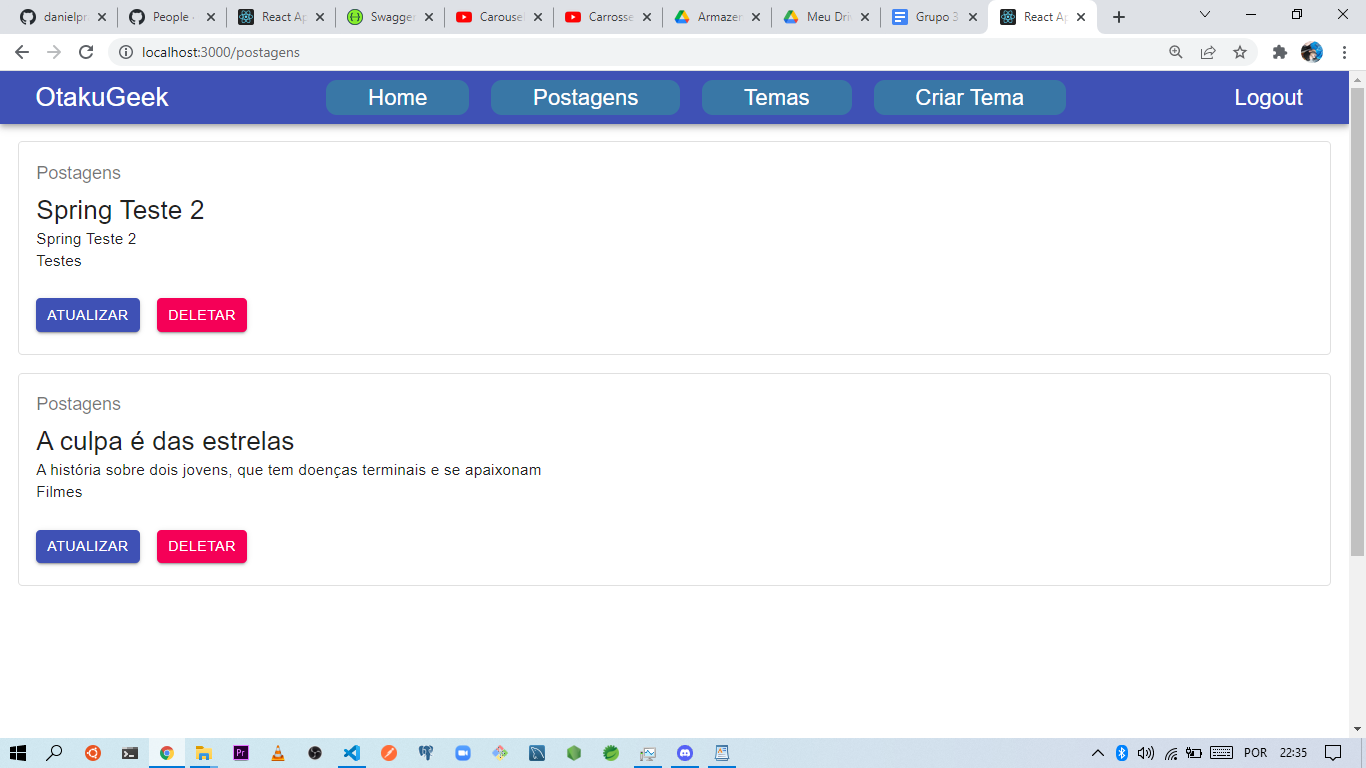 danielpr
People
React Ap
Swagger
Carousel
Carrosse
Armazen
Meu Dri
Grupo 3
React Ap
localhost:3000/postagens
OtakuGeek
Home
Postagens
Temas
Criar Tema
Logout
Postagens
Spring Teste 2
Spring Teste 2
Testes
ATUALIZAR
DELETAR
Postagens
A culpa é das estrelas
A história sobre dois jovens, que tem doenças terminais e se apaixonam
Filmes
ATUALIZAR
DELETAR
Pr
POR
22:35